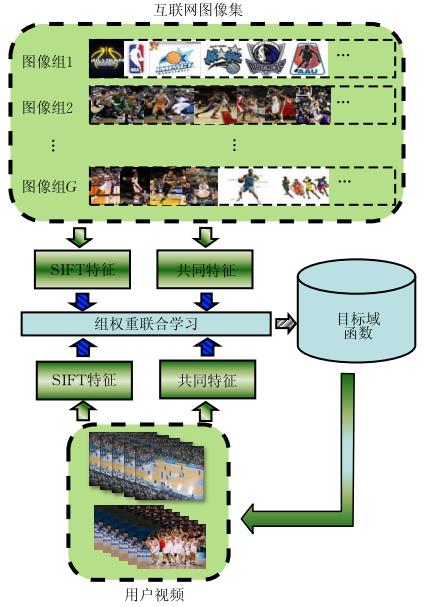 互联网图像集
图像组1
…
图像组2
…
⋮
⋮
图像组G
…
SIFT特征
共同特征
组权重联合学习
目标域
函数
SIFT特征
共同特征
用户视频